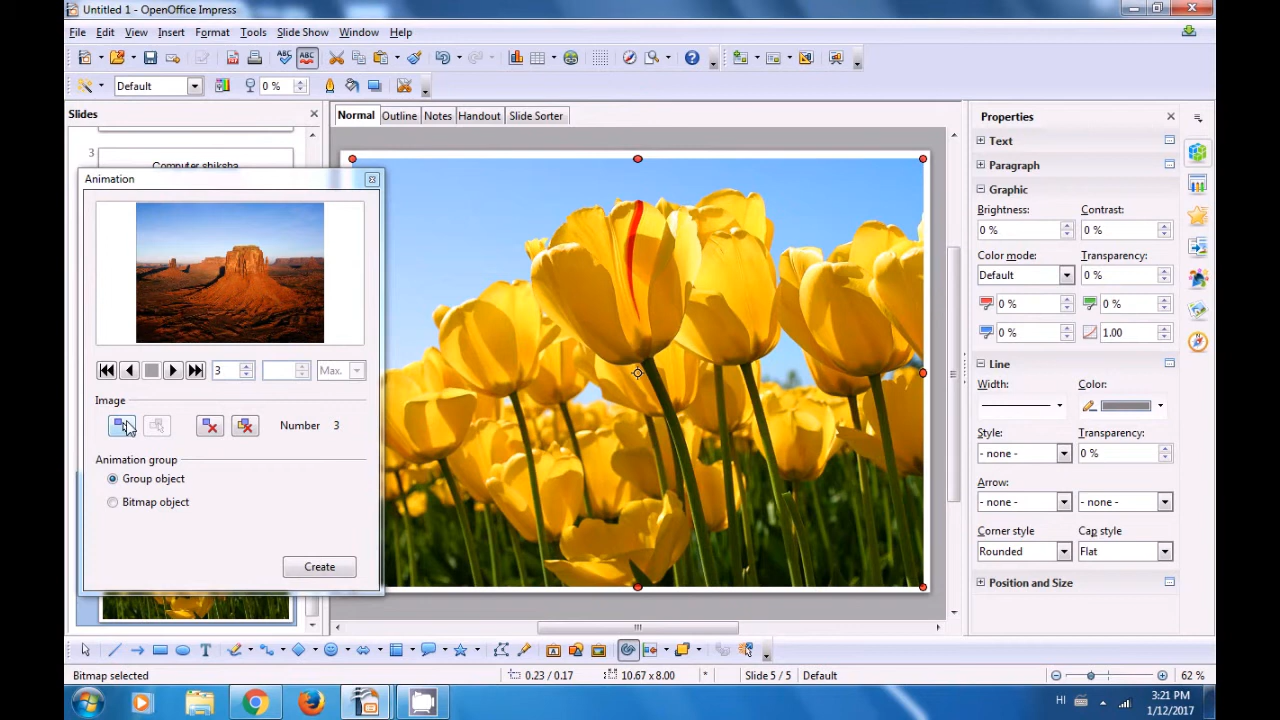 Untitled 1 - OpenOffice Impress
File Edit View Insert Format Tools Slide Show Window Help
Default 0 %
Slides
Normal Outline Notes Handout Slide Sorter
Properties
3
Computer shiksha
Animation
3 Max.
Image
Number 3
Animation group
Group object
Bitmap object
Create
Text
Paragraph
Graphic
Brightness: Contrast:
0 % 0 %
Color mode: Transparency:
Default 0 %
0 % 0 %
0 % 1.00
Line
Width: Color:
Style: Transparency:
- none - 0 %
Arrow:
- none - - none -
Corner style Cap style
Rounded Flat
Position and Size
Bitmap selected 0.23 / 0.17 10.67 x 8.00 * Slide 5 / 5 Default 62 %
HI 3:21 PM
1/12/2017